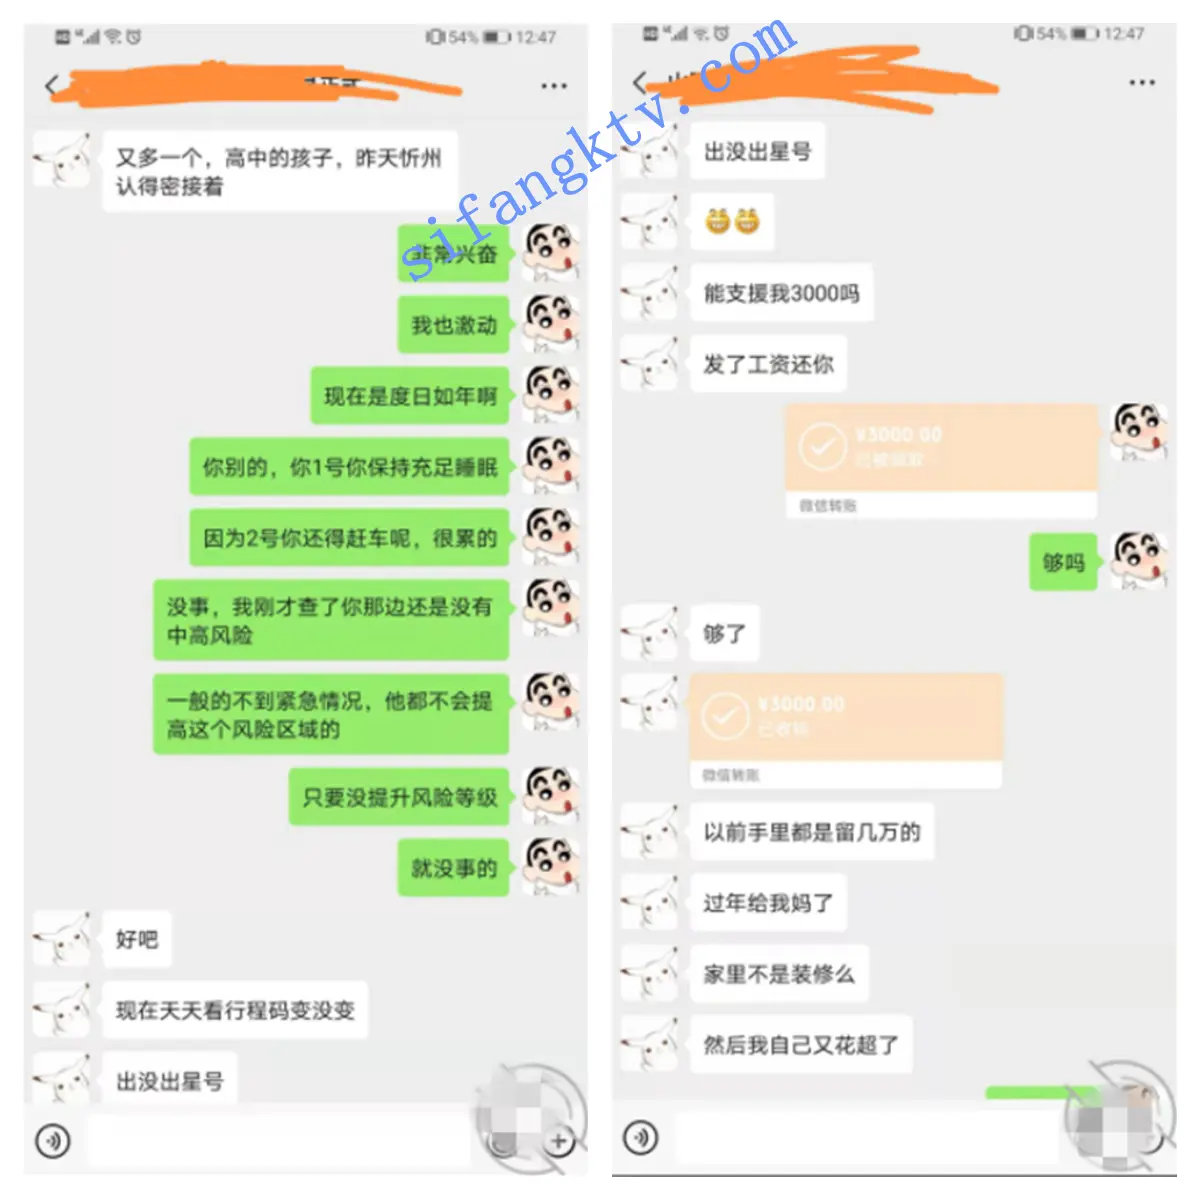 54% 12:47
又多一个，高中的孩子，昨天忻州
认得密接着
非常兴奋
我也激动
现在是度日如年啊
你别的，你1号你保持充足睡眠
因为2号你还得赶车呢，很累的
没事，我刚才查了你那边还是没有
中高风险
一般的不到紧急情况，他都不会提
高这个风险区域的
只要没提升风险等级
就没事的
好吧
现在天天看行程码变没变
出没出星号
54% 12:47
出没出星号
能支援我3000吗
发了工资还你
¥3000.00
已被领取
微信转账
够吗
够了
¥3000.00
已收钱
微信转账
以前手里都是留几万的
过年给我妈了
家里不是装修么
然后我自己又花超了
sifangktv.com